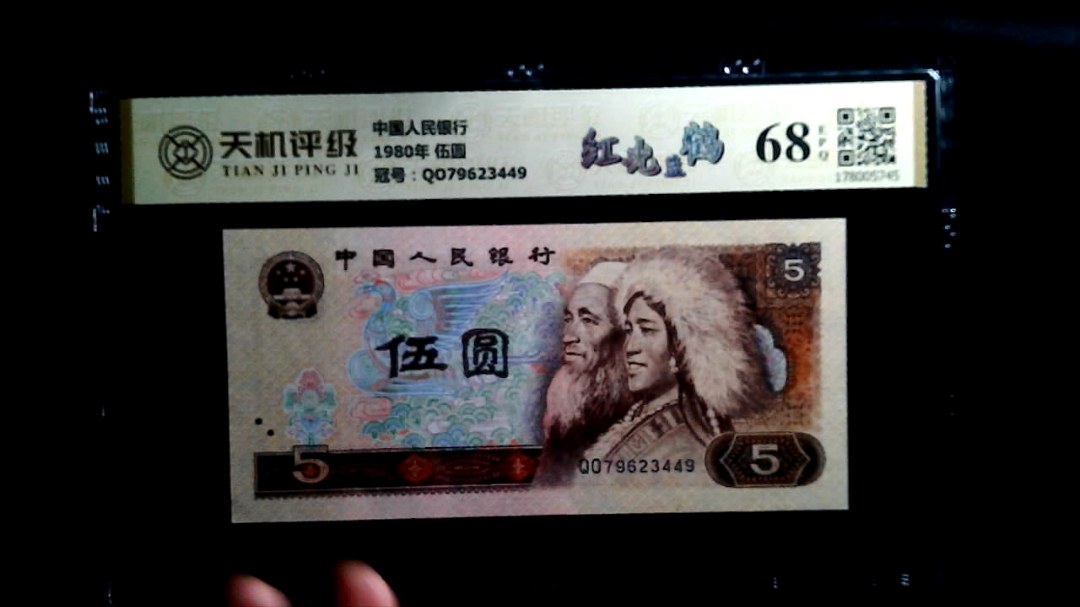 天机评级
TIAN JI PING JI
中国人民银行
1980年 伍圆
冠号：QO79623449
红光蓝鹤
68
EPQ
178005745
中国人民银行
5
伍圆
5
QO79623449
5